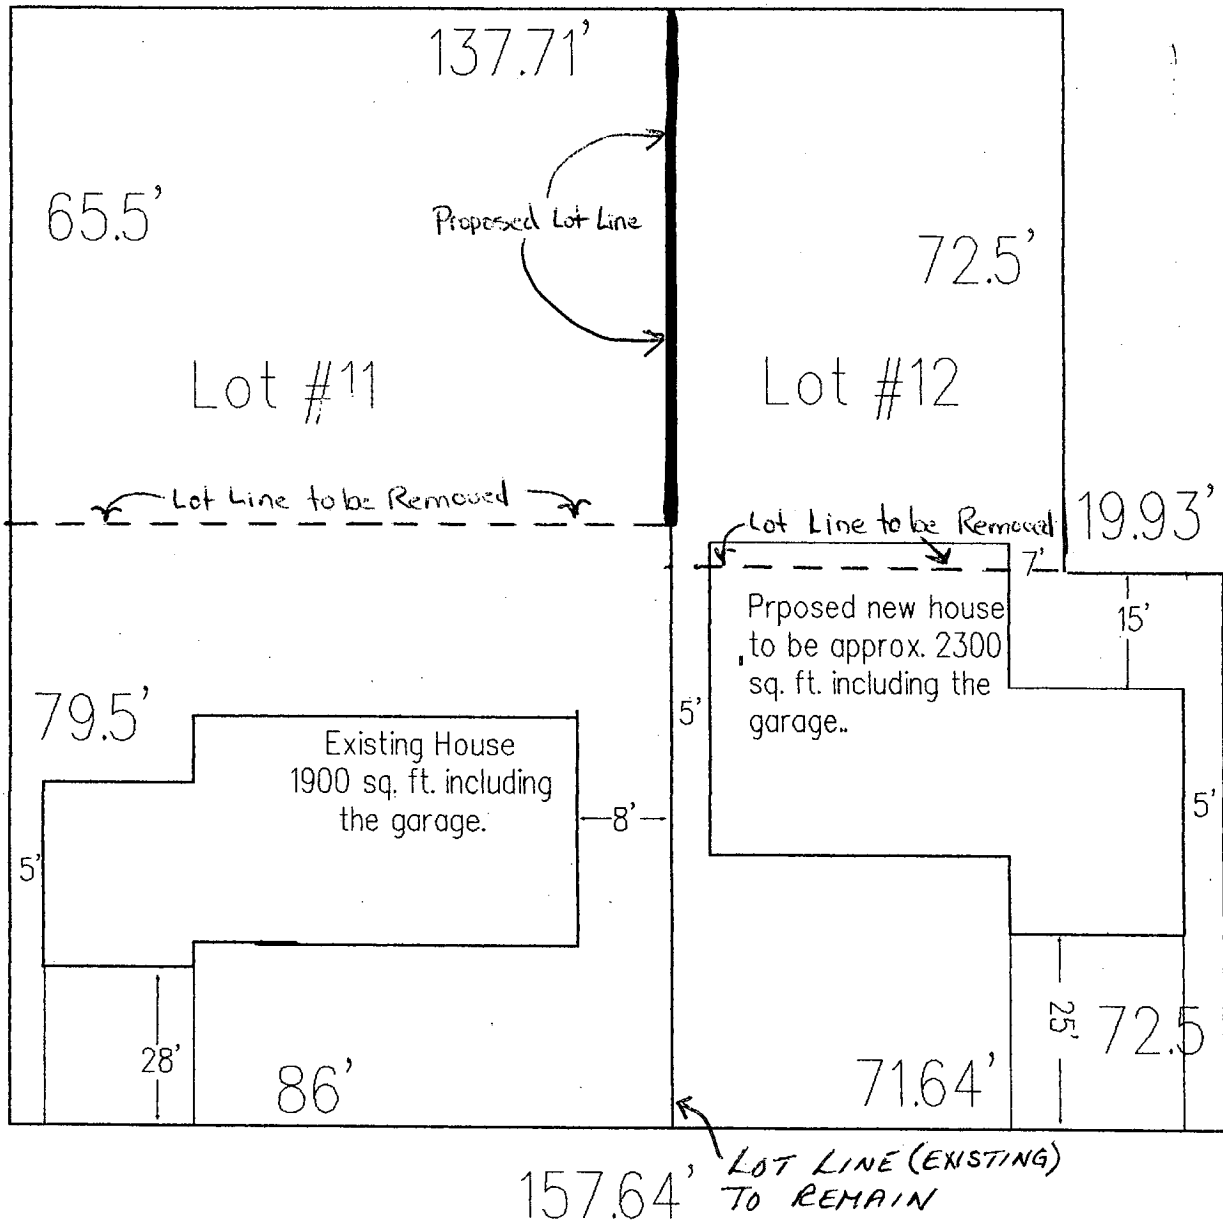 137.71’
65.5’
Proposed Lot Line
72.5’
Lot #11
Lot #12
Lot Line to be Removed
Lot Line to be Removed
19.93’
7’
15’
Prposed new house
to be approx. 2300
sq. ft. including the
garage..
79.5’
5’
Existing House
1900 sq. ft. including
the garage.
8’
5’
5’
28’
86’
71.64’
25’
72.5
157.64’
LOT LINE (EXISTING)
TO REMAIN